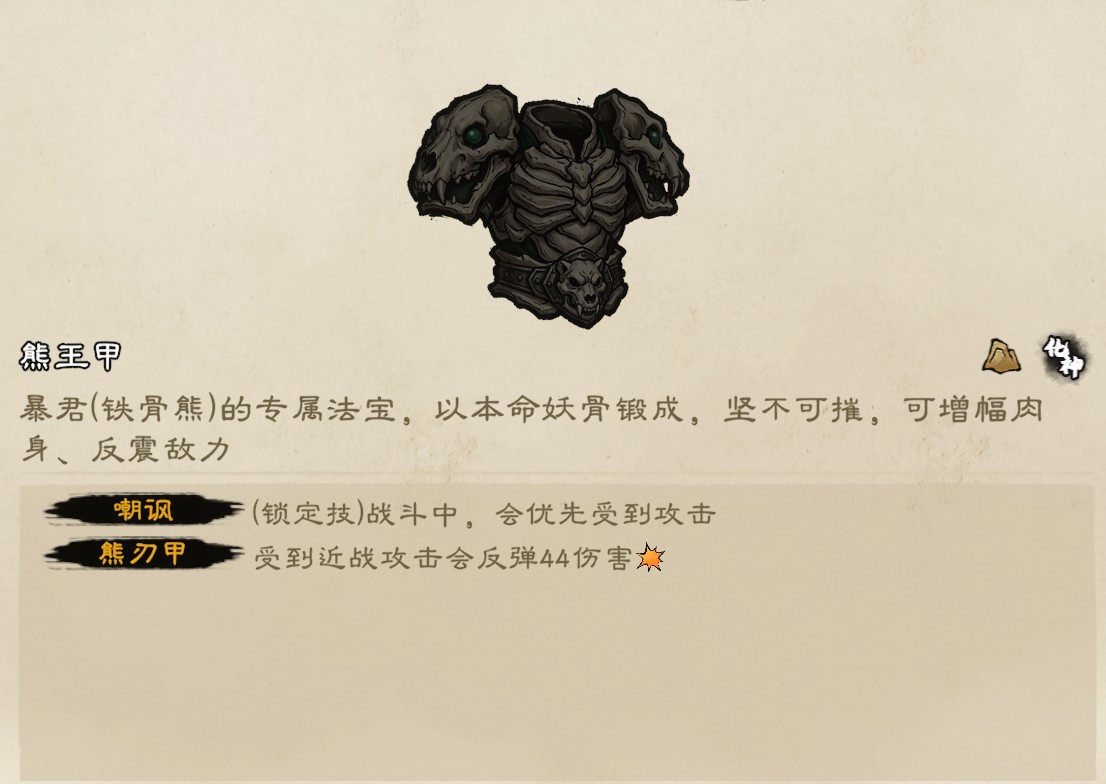 熊王甲
化神
暴君(铁骨熊)的专属法宝，以本命妖骨锻成，坚不可摧，可增幅肉
身、反震敌力
嘲讽 (锁定技)战斗中，会优先受到攻击
熊刃甲 受到近战攻击会反弹44伤害